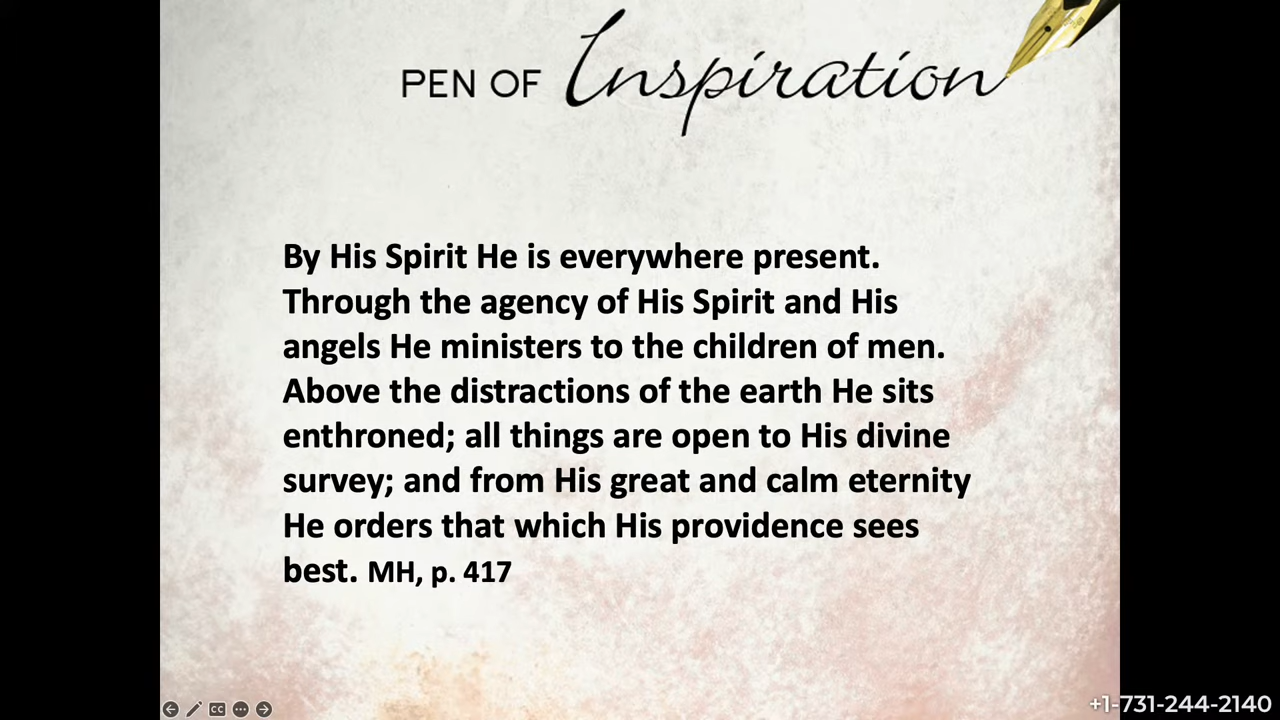 PEN OF Inspiration
By His Spirit He is everywhere present.
Through the agency of His Spirit and His
angels He ministers to the children of men.
Above the distractions of the earth He sits
enthroned; all things are open to His divine
survey; and from His great and calm eternity
He orders that which His providence sees
best. MH, p. 417
CC
+1-731-244-2140